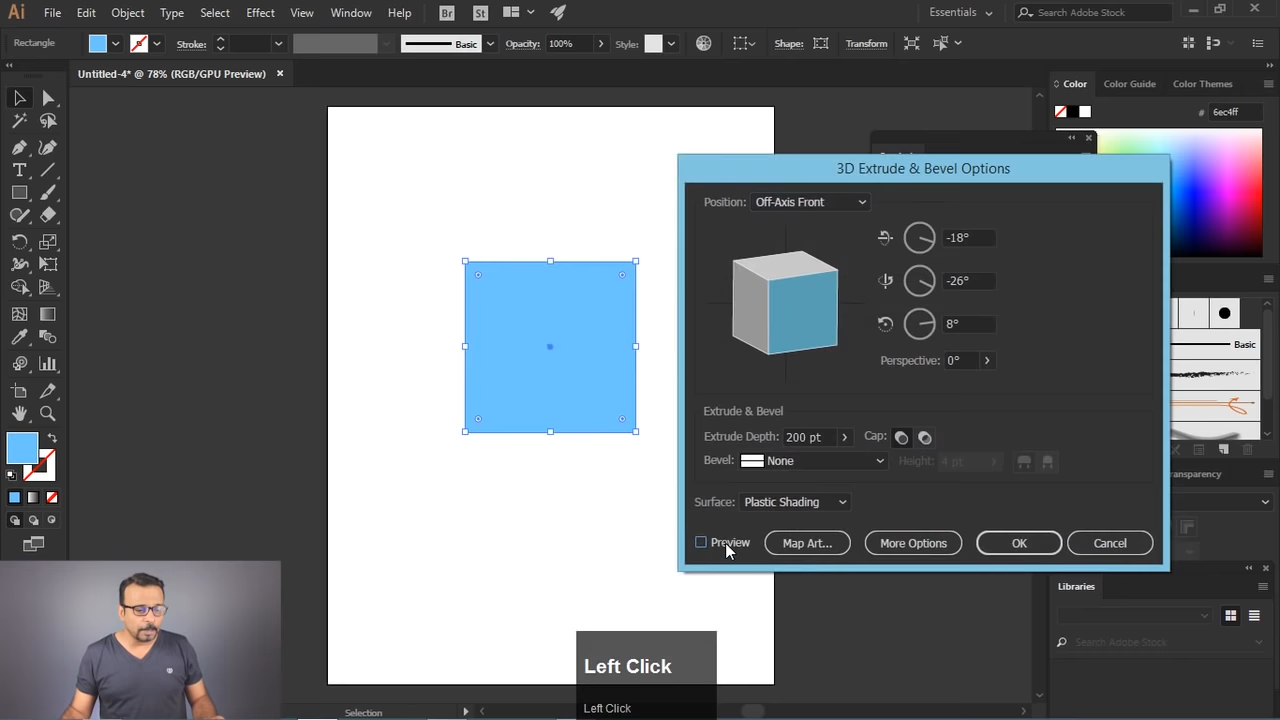 Ai File Edit Object Type Select Effect View Window Help Br St Essentials Search Adobe Stock
Rectangle Stroke: Basic Opacity: 100% Style: Shape: Transform
Untitled-4* @ 78% (RGB/GPU Preview) ×
Color Color Guide Color Themes
# 6ec4ff
3D Extrude & Bevel Options
Position: Off-Axis Front
-18°
-26°
8°
Perspective: 0°
Basic
Extrude & Bevel
Extrude Depth: 200 pt Cap:
Bevel: None Height: 4 pt
Surface: Plastic Shading
Preview Map Art... More Options OK Cancel
Libraries
Search Adobe Stock
Left Click
Left Click
Selection